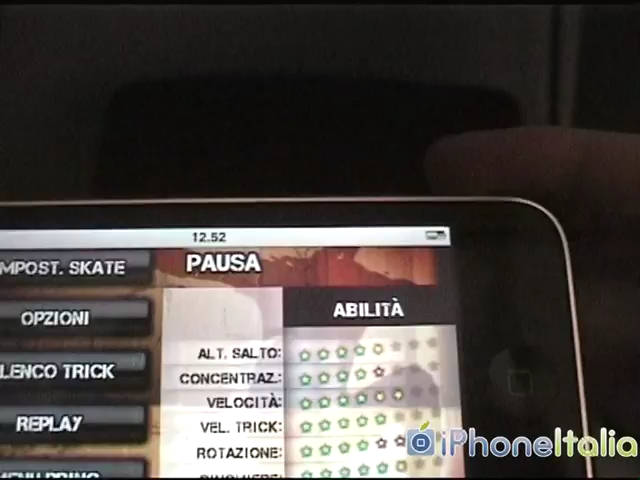 12.52
MPOST. SKATE
PAUSA
OPZIONI
ABILITÀ
LENCO TRICK
ALT. SALTO:
CONCENTRAZ.:
VELOCITÀ:
REPLAY
VEL. TRICK:
ROTAZIONE:
iPhoneItalia